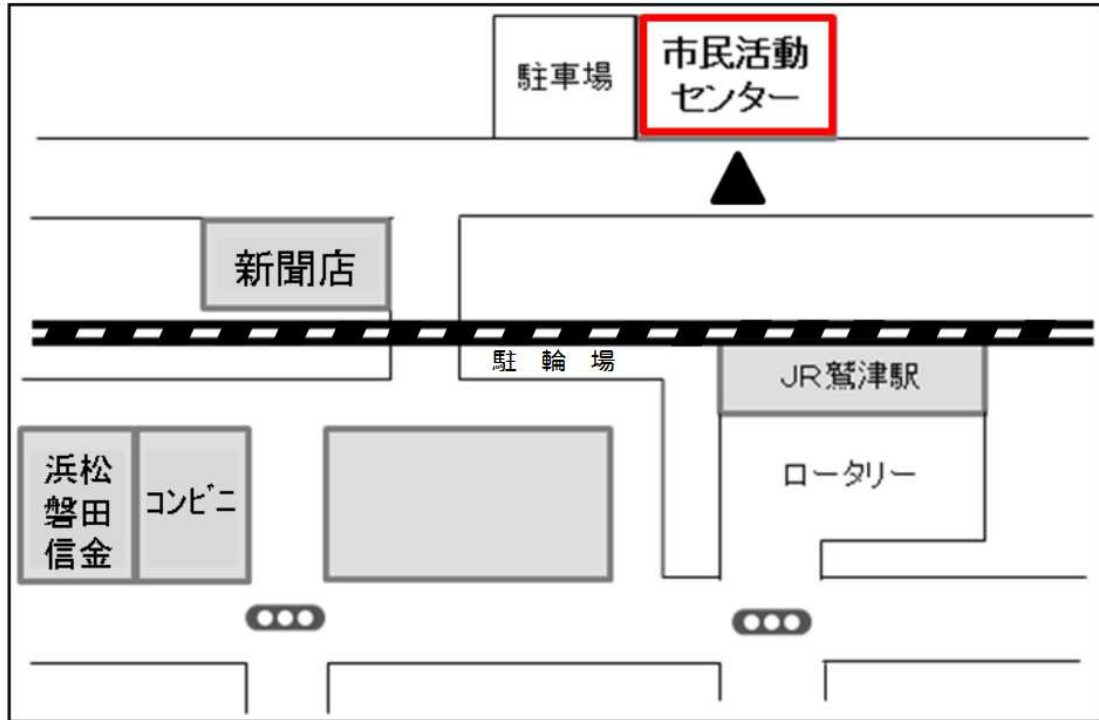 駐車場
市民活動
センター
新聞店
駐輪場
JR鷲津駅
浜松
磐田
信金
コンビニ
ロータリー